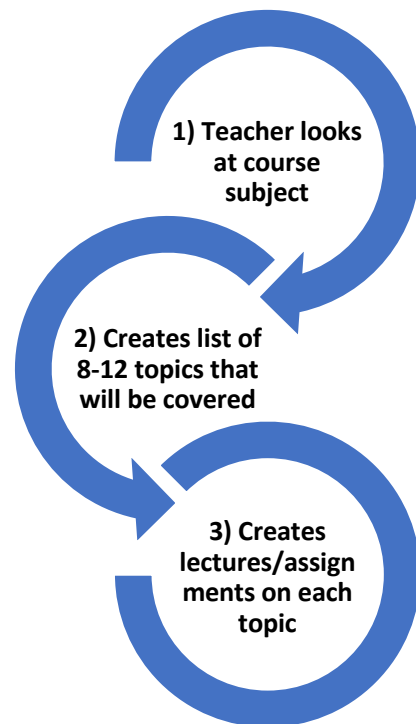 1) Teacher looks
at course
subject
2) Creates list of
8-12 topics that
will be covered
3) Creates
lectures/assign
ments on each
topic